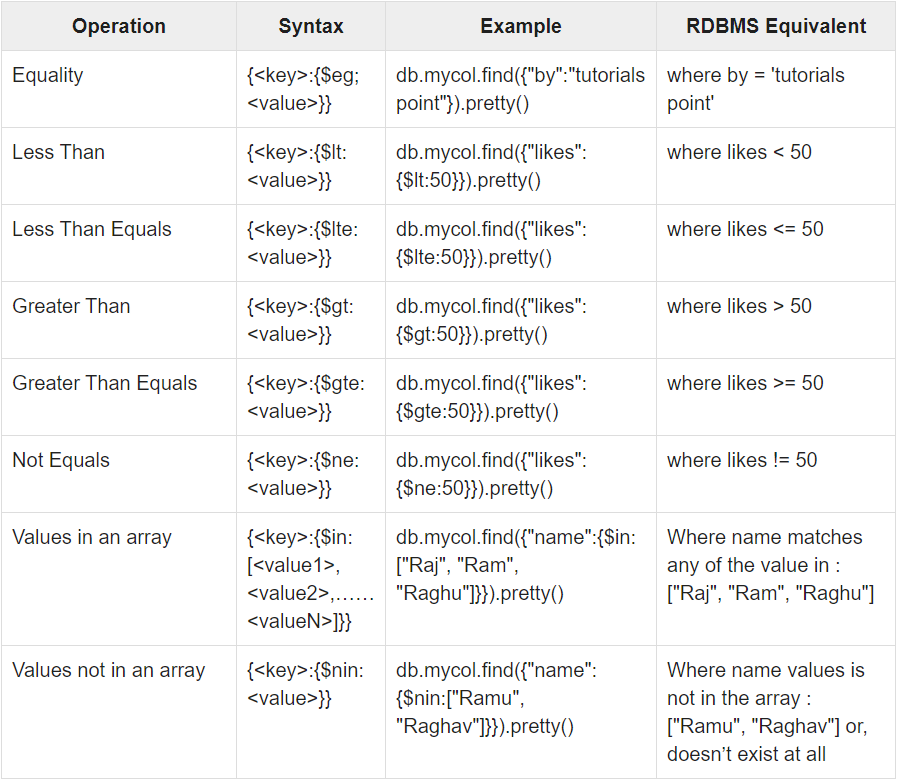 Operation Syntax Example RDBMS Equivalent
Equality
{<key>:{$eg;
<value>}}
db.mycol.find({"by":"tutorials
point"}).pretty()
where by = 'tutorials
point'
Less Than
{<key>:{$lt:
<value>}}
db.mycol.find({"likes":
{$lt:50}}).pretty()
where likes < 50
Less Than Equals
{<key>:{$lte:
<value>}}
db.mycol.find({"likes":
{$lte:50}}).pretty()
where likes <= 50
Greater Than
{<key>:{$gt:
<value>}}
db.mycol.find({"likes":
{$gt:50}}).pretty()
where likes > 50
Greater Than Equals
{<key>:{$gte:
<value>}}
db.mycol.find({"likes":
{$gte:50}}).pretty()
where likes >= 50
Not Equals
{<key>:{$ne:
<value>}}
db.mycol.find({"likes":
{$ne:50}}).pretty()
where likes != 50
Values in an array
{<key>:{$in:
[<value1>,
<value2>,……
<valueN>]}}
db.mycol.find({"name":{$in:
["Raj", "Ram",
"Raghu"]}}).pretty()
Where name matches
any of the value in :
["Raj", "Ram", "Raghu"]
Values not in an array
{<key>:{$nin:
<value>}}
db.mycol.find({"name":
{$nin:["Ramu",
"Raghav"]}}).pretty()
Where name values is
not in the array :
["Ramu", "Raghav"] or,
doesn’t exist at all